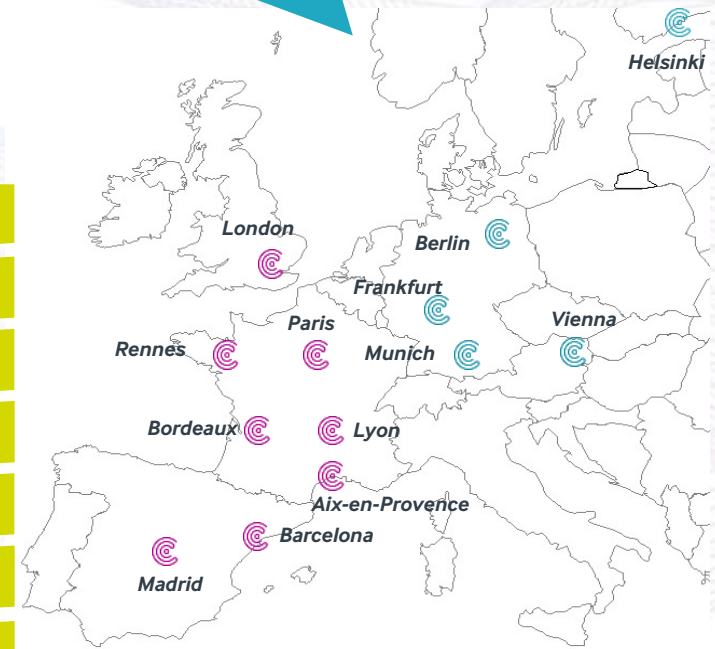 Helsinki
London
Berlin
Frankfurt
Vienna
Paris
Rennes
Munich
Bordeaux
Lyon
Aix-en-Provence
Barcelona
Madrid